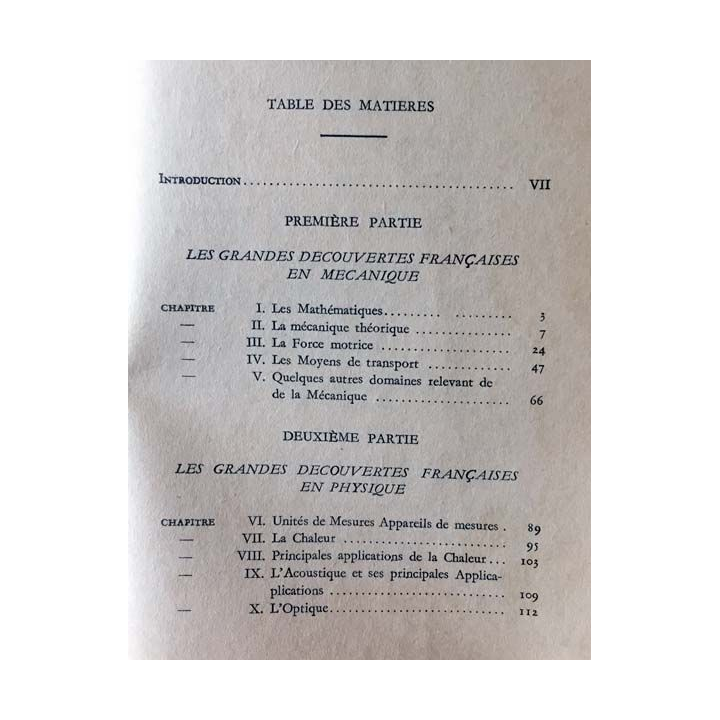 TABLE DES MATIERES
INTRODUCTION ........................................ VII
PREMIÈRE PARTIE
LES GRANDES DECOUVERTES FRANÇAISES
EN MECANIQUE
CHAPITRE I. Les Mathématiques......... ......... 3
— II. La mécanique théorique .............. 7
— III. La Force motrice ................... 24
— IV. Les Moyens de transport ............ 47
— V. Quelques autres domaines relevant de
de la Mécanique .................... 66
DEUXIÈME PARTIE
LES GRANDES DECOUVERTES FRANÇAISES
EN PHYSIQUE
CHAPITRE VI. Unités de Mesures Appareils de mesures . 89
— VII. La Chaleur ........................ 95
— VIII. Principales applications de la Chaleur... 103
— IX. L'Acoustique et ses principales Applica-
plications .......................... 109
— X. L'Optique.......................... 112